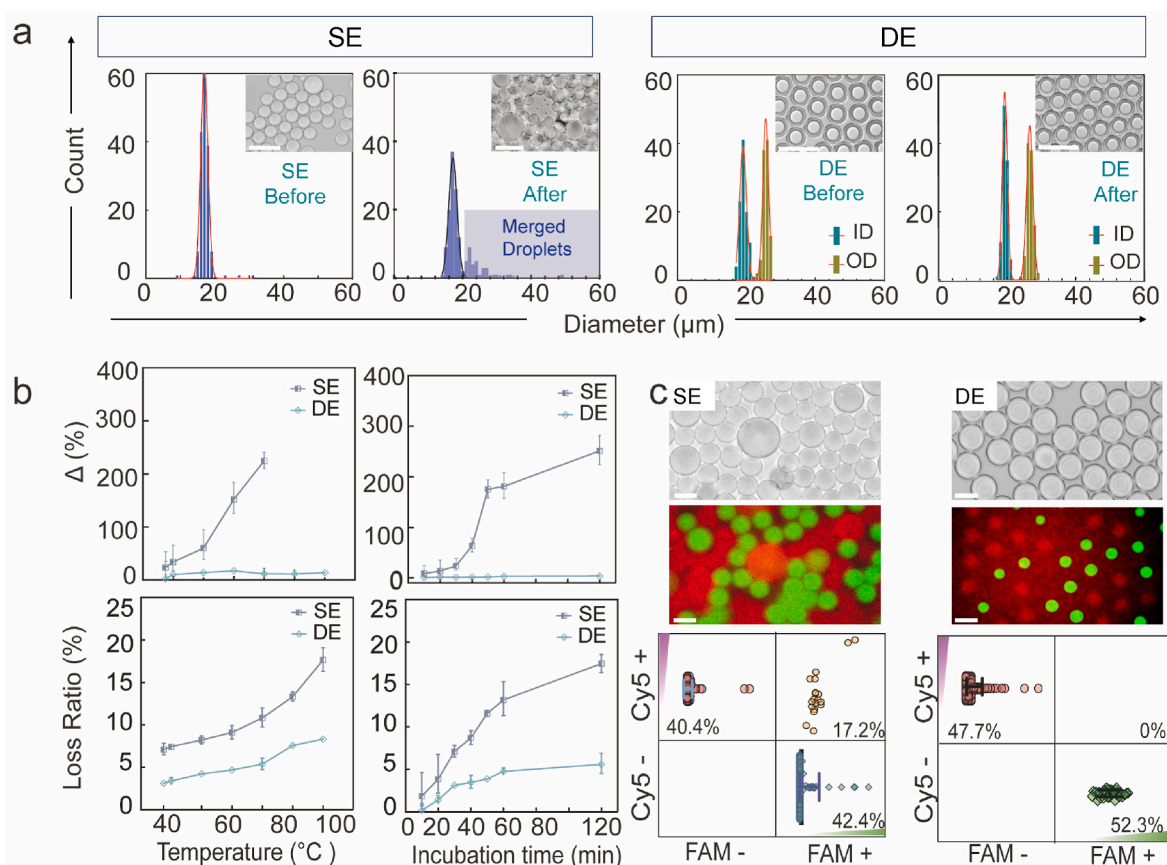 a
SE
DE
Count
60
40
20
0
SE
Before
0
20
40
60
60
40
20
0
SE
After
Merged
Droplets
0
20
40
60
60
40
20
0
DE
Before
ID
OD
0
20
40
60
60
40
20
0
DE
After
ID
OD
0
20
40
60
Diameter (µm)
b
Δ (%)
400
300
200
100
0
SE
DE
400
300
200
100
0
SE
DE
Loss Ratio (%)
25
20
15
10
5
0
SE
DE
40
60
80
100
Temperature (°C )
25
20
15
10
5
0
SE
DE
0
20
40
60
80
100
120
Incubation time (min)
c
SE
DE
Cy5 +
Cy5 -
40.4%
17.2%
42.4%
FAM -
FAM +
Cy5 +
Cy5 -
47.7%
0%
52.3%
FAM -
FAM +